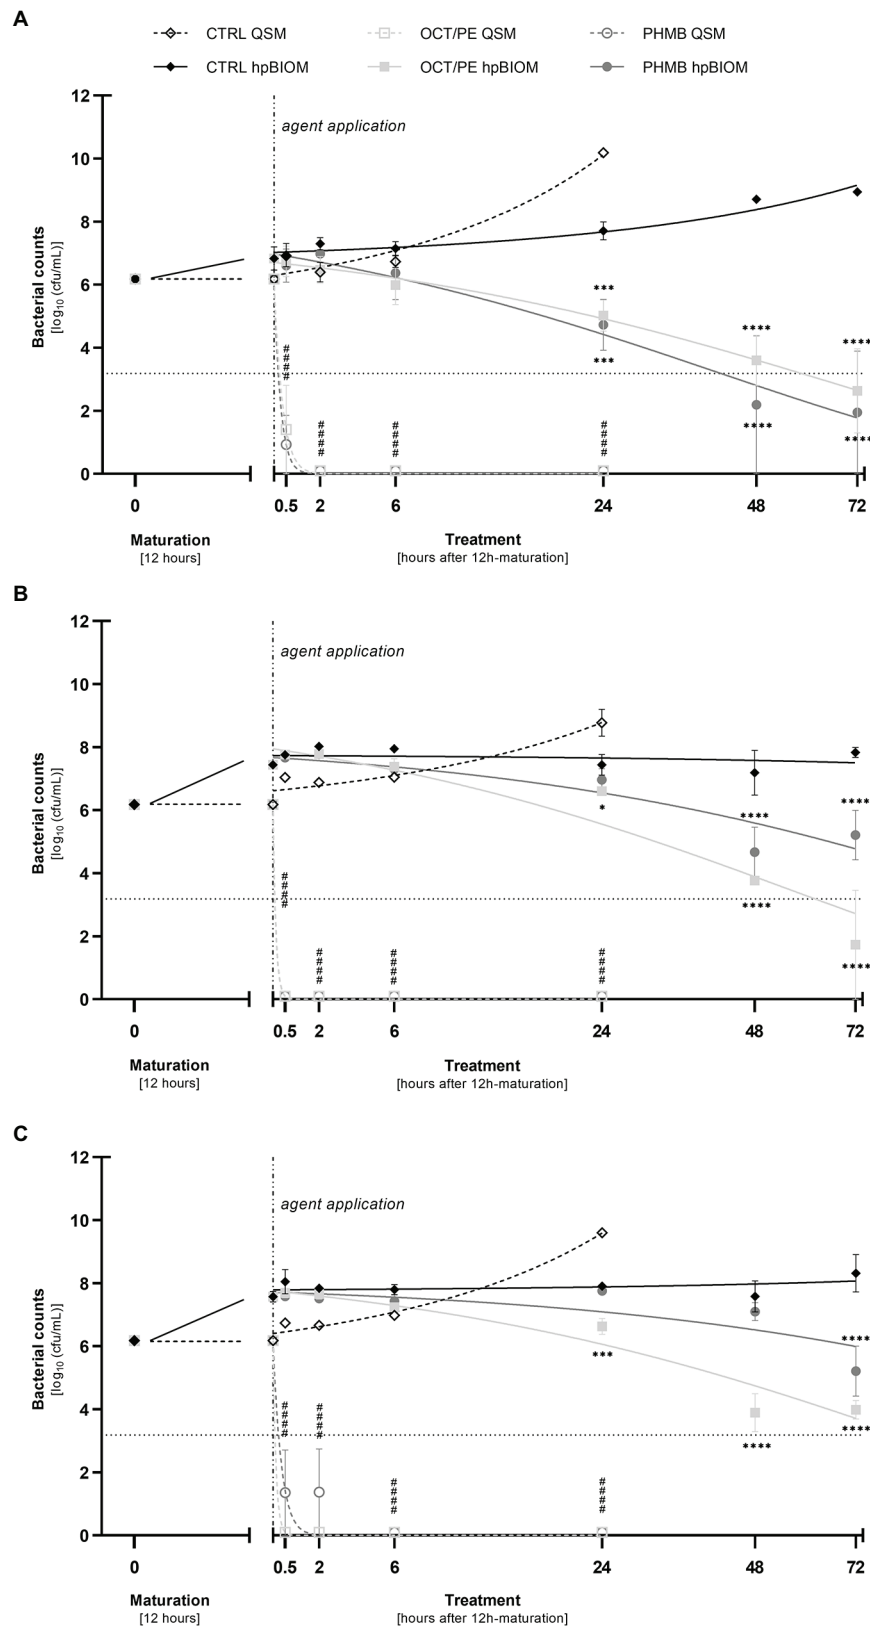 A
CTRL QSM OCT/PE QSM PHMB QSM
CTRL hpBIOM OCT/PE hpBIOM PHMB hpBIOM
12
agent application
10
8
6
4
2
0
Bacterial counts
[log10 (cfu/mL)]
***
***
****
****
****
****
####
####
####
####
0 0.5 2 6 24 48 72
Maturation Treatment
[12 hours] [hours after 12h-maturation]
B
12
agent application
10
8
6
4
2
0
Bacterial counts
[log10 (cfu/mL)]
*
****
****
****
****
####
####
####
####
0 0.5 2 6 24 48 72
Maturation Treatment
[12 hours] [hours after 12h-maturation]
C
12
agent application
10
8
6
4
2
0
Bacterial counts
[log10 (cfu/mL)]
***
****
****
****
####
####
####
####
0 0.5 2 6 24 48 72
Maturation Treatment
[12 hours] [hours after 12h-maturation]